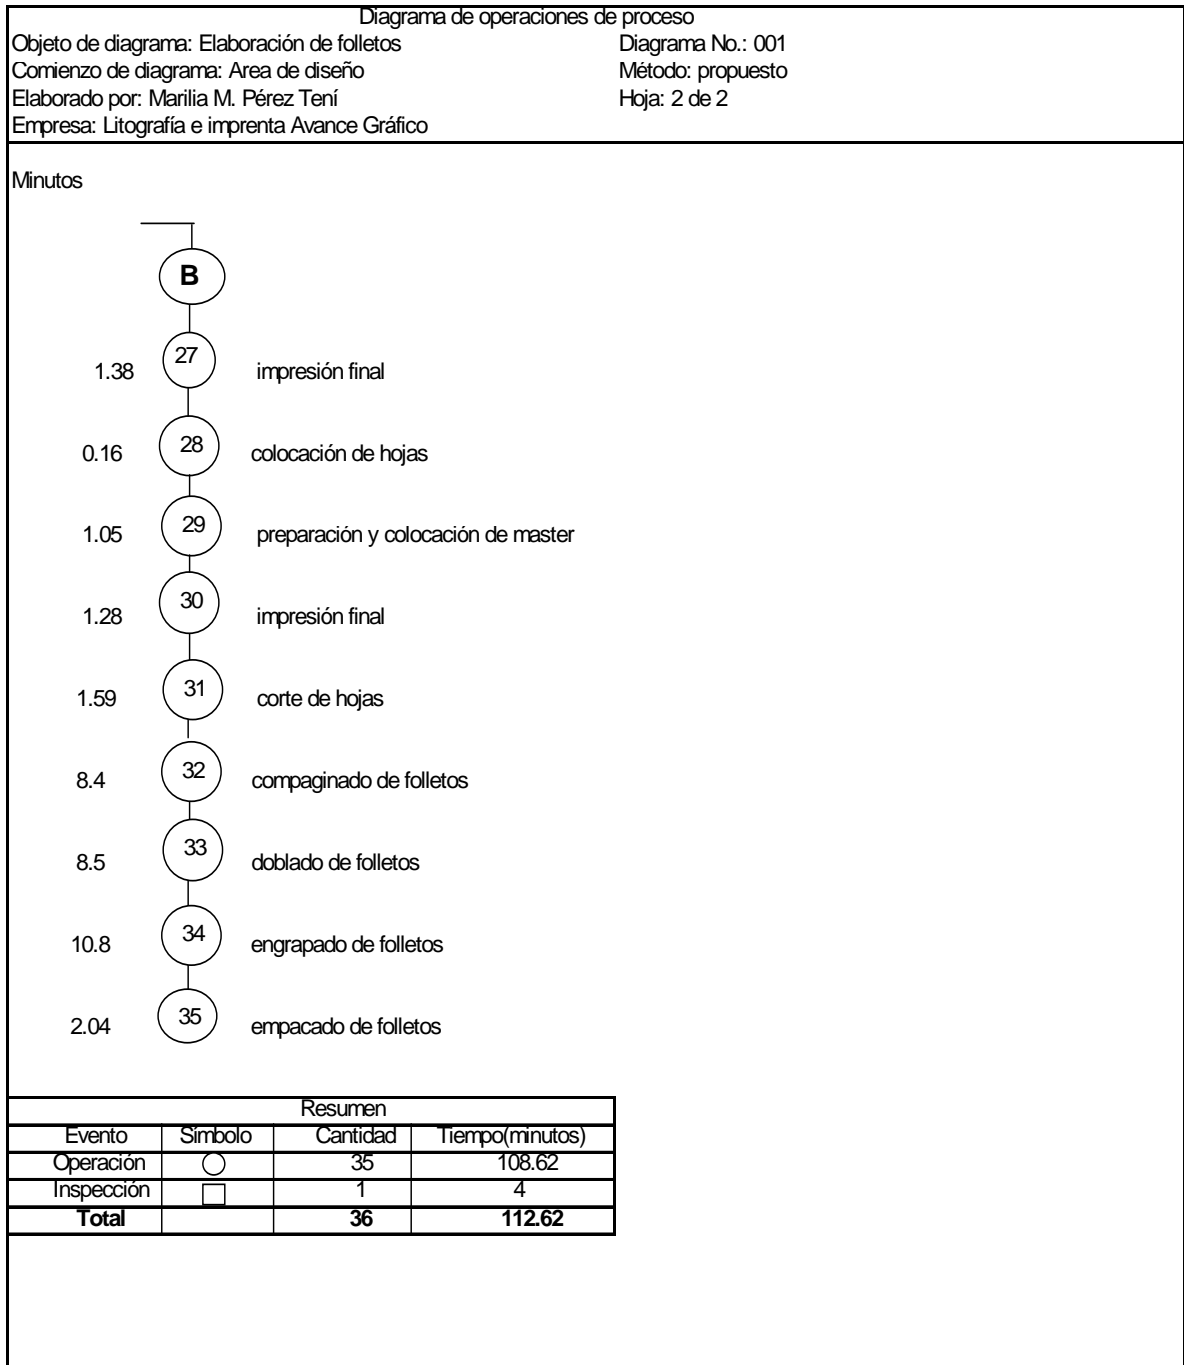 Diagrama de operaciones de proceso
Objeto de diagrama: Elaboración de folletos Diagrama No.: 001
Comienzo de diagrama: Area de diseño Método: propuesto
Elaborado por: Marilia M. Pérez Tení Hoja: 2 de 2
Empresa: Litografía e imprenta Avance Gráfico
Minutos
B
1.38 27 impresión final
0.16 28 colocación de hojas
1.05 29 preparación y colocación de master
1.28 30 impresión final
1.59 31 corte de hojas
8.4 32 compaginado de folletos
8.5 33 doblado de folletos
10.8 34 engrapado de folletos
2.04 35 empacado de folletos
Resumen
Evento Símbolo Cantidad Tiempo(minutos)
Operación 35 108.62
Inspección 1 4
Total 36 112.62